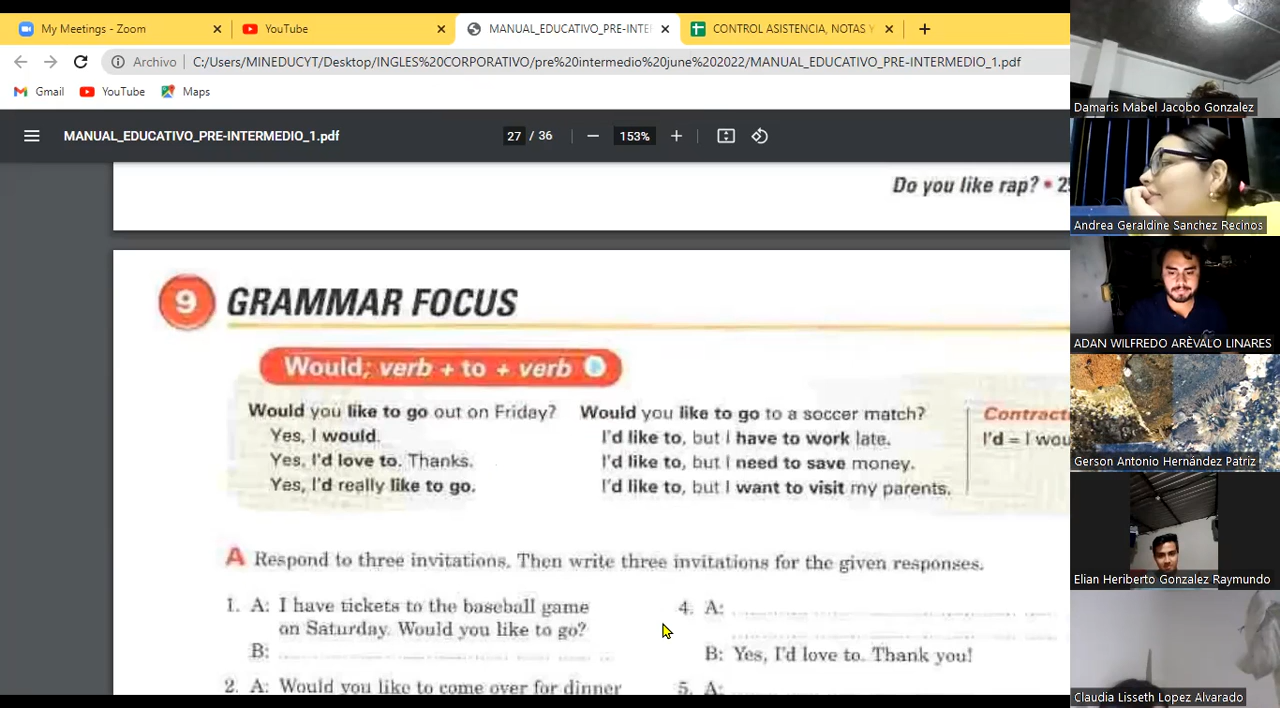 My Meetings - Zoom
YouTube
MANUAL_EDUCATIVO_PRE-INTE
CONTROL ASISTENCIA, NOTAS Y
Archivo
C:/Users/MINEDUCYT/Desktop/INGLES%20CORPORATIVO/pre%20intermedio%20june%202022/MANUAL_EDUCATIVO_PRE-INTERMEDIO_1.pdf
Gmail
YouTube
Maps
MANUAL_EDUCATIVO_PRE-INTERMEDIO_1.pdf
27 / 36
153%
Do you like rap? •
9 GRAMMAR FOCUS
Would; verb + to + verb
Would you like to go out on Friday?
Yes, I would.
Yes, I'd love to. Thanks.
Yes, I'd really like to go.
Would you like to go to a soccer match?
I'd like to, but I have to work late.
I'd like to, but I need to save money.
I'd like to, but I want to visit my parents.
Contract
I'd = I wou
A Respond to three invitations. Then write three invitations for the given responses.
1. A: I have tickets to the baseball game
on Saturday. Would you like to go?
B:
2. A: Would you like to come over for dinner
4. A:
B: Yes, I'd love to. Thank you!
5. A:
Damaris Mabel Jacobo Gonzalez
Andrea Geraldine Sanchez Recinos
ADAN WILFREDO ARÈVALO LINARES
Gerson Antonio Hernández Patriz
Elian Heriberto Gonzalez Raymundo
Claudia Lisseth Lopez Alvarado